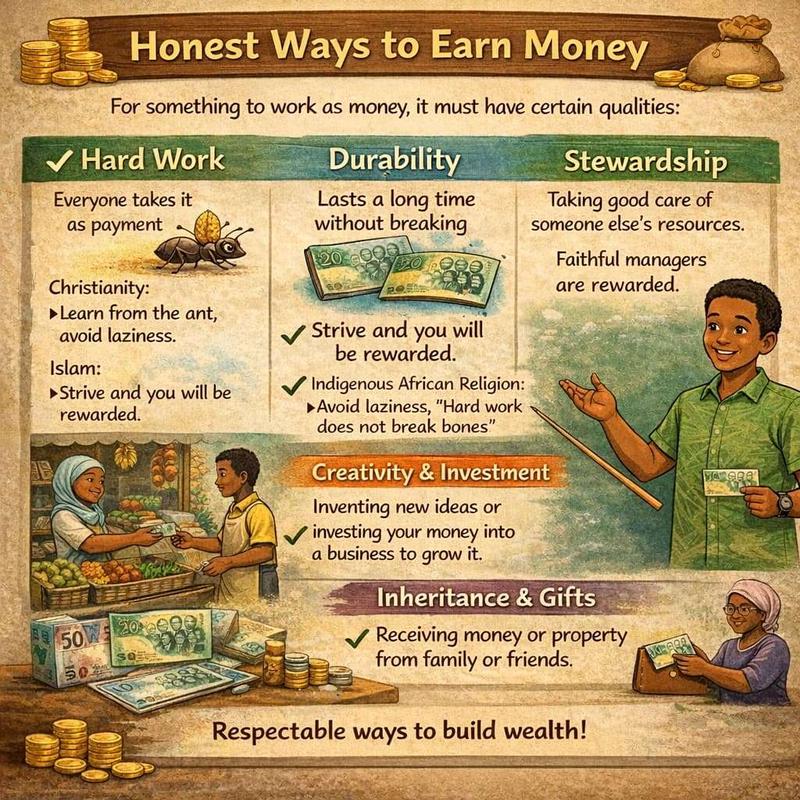 Honest Ways to Earn Money
For something to work as money, it must have certain qualities:
✓ Hard Work
Everyone takes it
as payment
Christianity:
▸Learn from the ant,
avoid laziness.
Islam:
▸Strive and you will be
rewarded.
Durability
Lasts a long time
without breaking
20
20
✓ Strive and you will
be rewarded.
✓ Indigenous African Religion:
▸Avoid laziness, "Hard work
does not break bones"
Stewardship
Taking good care of
someone else's resources.
Faithful managers
are rewarded.
Creativity & Investment
Inventing new ideas or
✓ investing your money into
a business to grow it.
Inheritance & Gifts
✓ Receiving money or property
from family or friends.
50
20
Respectable ways to build wealth!